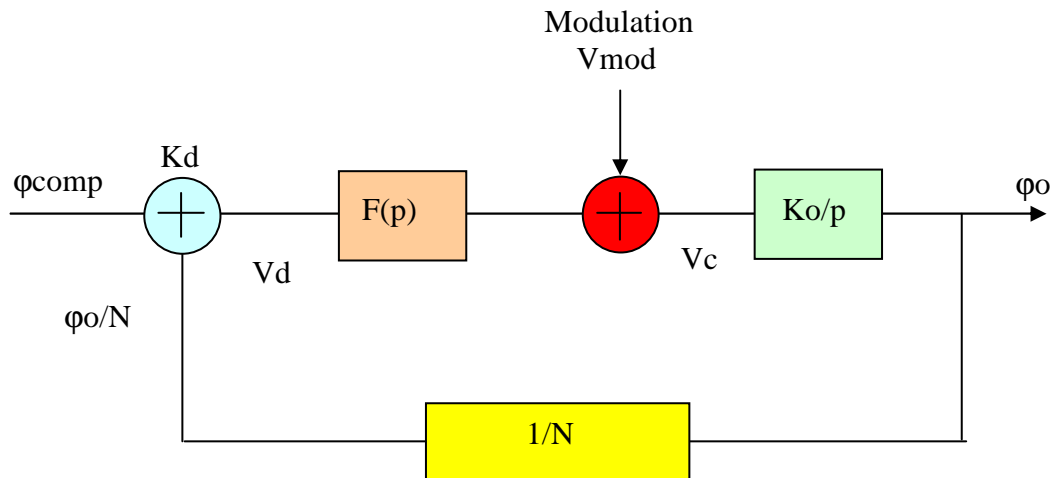 Modulation
Vmod
Kd
φcomp
F(p)
Ko/p
φo
Vd
Vc
φo/N
1/N